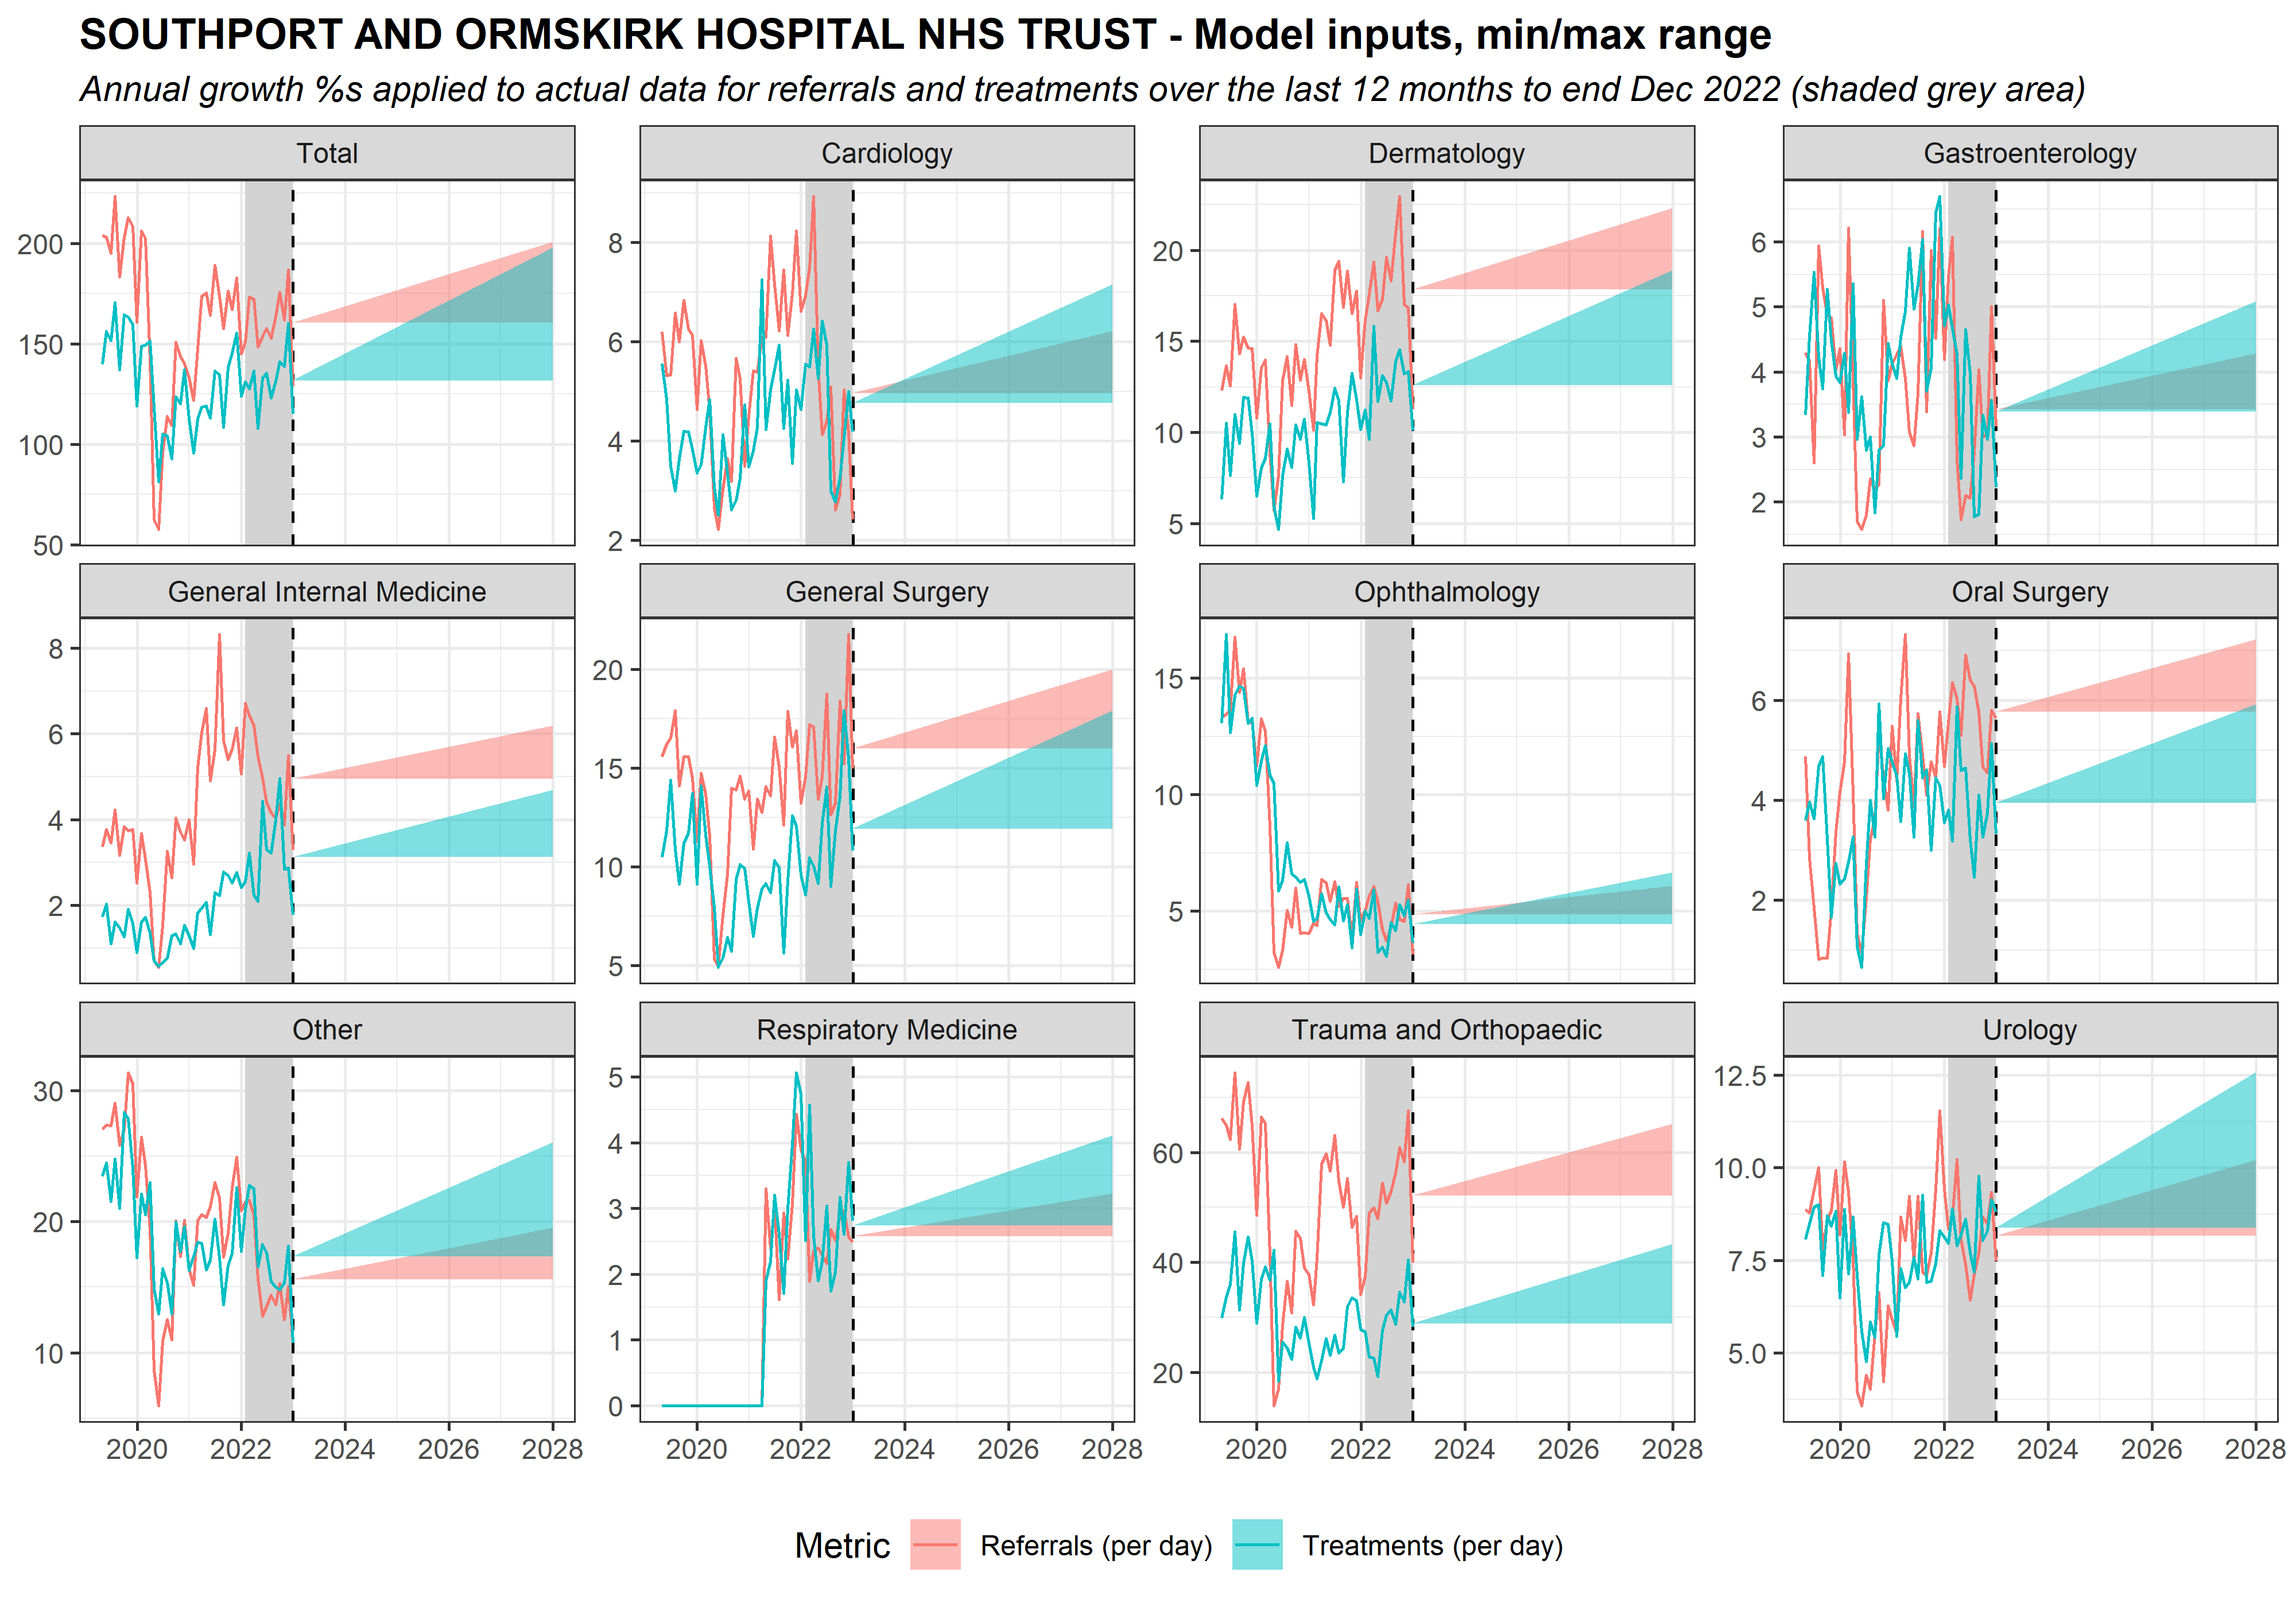 SOUTHPORT AND ORMSKIRK HOSPITAL NHS TRUST - Model inputs, min/max range
Annual growth %s applied to actual data for referrals and treatments over the last 12 months to end Dec 2022 (shaded grey area)
Total
Cardiology
Dermatology
Gastroenterology
200
150
100
50
8
6
4
2
20
15
10
5
6
5
4
3
2
General Internal Medicine
General Surgery
Ophthalmology
Oral Surgery
8
6
4
2
20
15
10
5
15
10
5
6
4
2
Other
Respiratory Medicine
Trauma and Orthopaedic
Urology
30
20
10
5
4
3
2
1
0
60
40
20
12.5
10.0
7.5
5.0
2020 2022 2024 2026 2028
2020 2022 2024 2026 2028
2020 2022 2024 2026 2028
2020 2022 2024 2026 2028
Metric Referrals (per day) Treatments (per day)